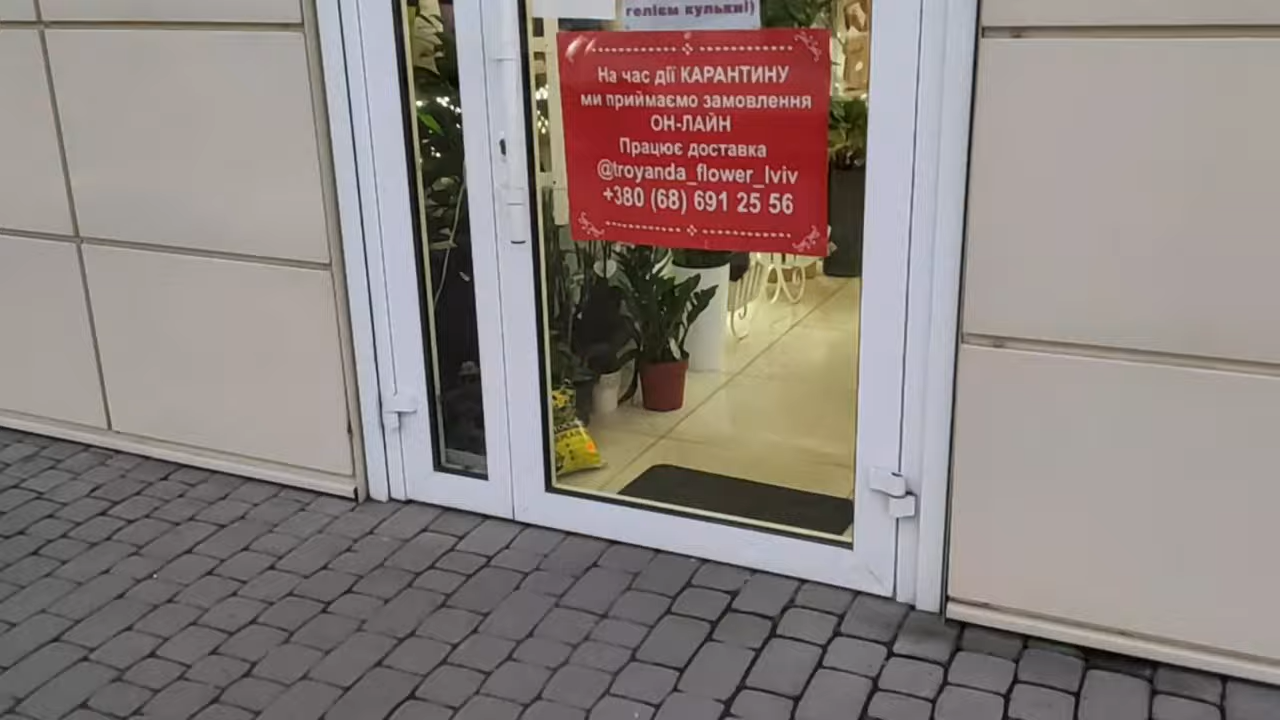 гелієм кульки!)
На час дії КАРАНТИНУ
ми приймаємо замовлення
ОН-ЛАЙН
Працює доставка
@troyanda_flower_lviv
+380 (68) 691 25 56